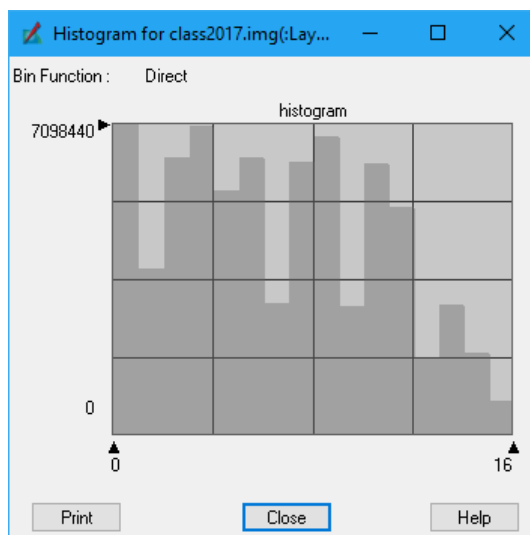 Histogram for class2017.img(:Lay...
Bin Function : Direct
histogram
7098440
0
0 16
Print Close Help